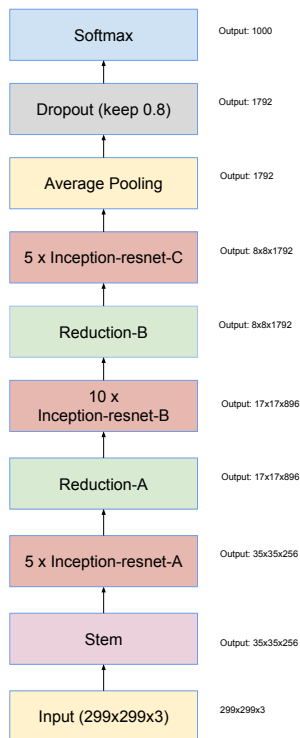 Softmax
Output: 1000
Dropout (keep 0.8)
Output: 1792
Average Pooling
Output: 1792
5 x Inception-resnet-C
Output: 8x8x1792
Reduction-B
Output: 8x8x1792
10 x
Inception-resnet-B
Output: 17x17x896
Reduction-A
Output: 17x17x896
5 x Inception-resnet-A
Output: 35x35x256
Stem
Output: 35x35x256
Input (299x299x3)
299x299x3